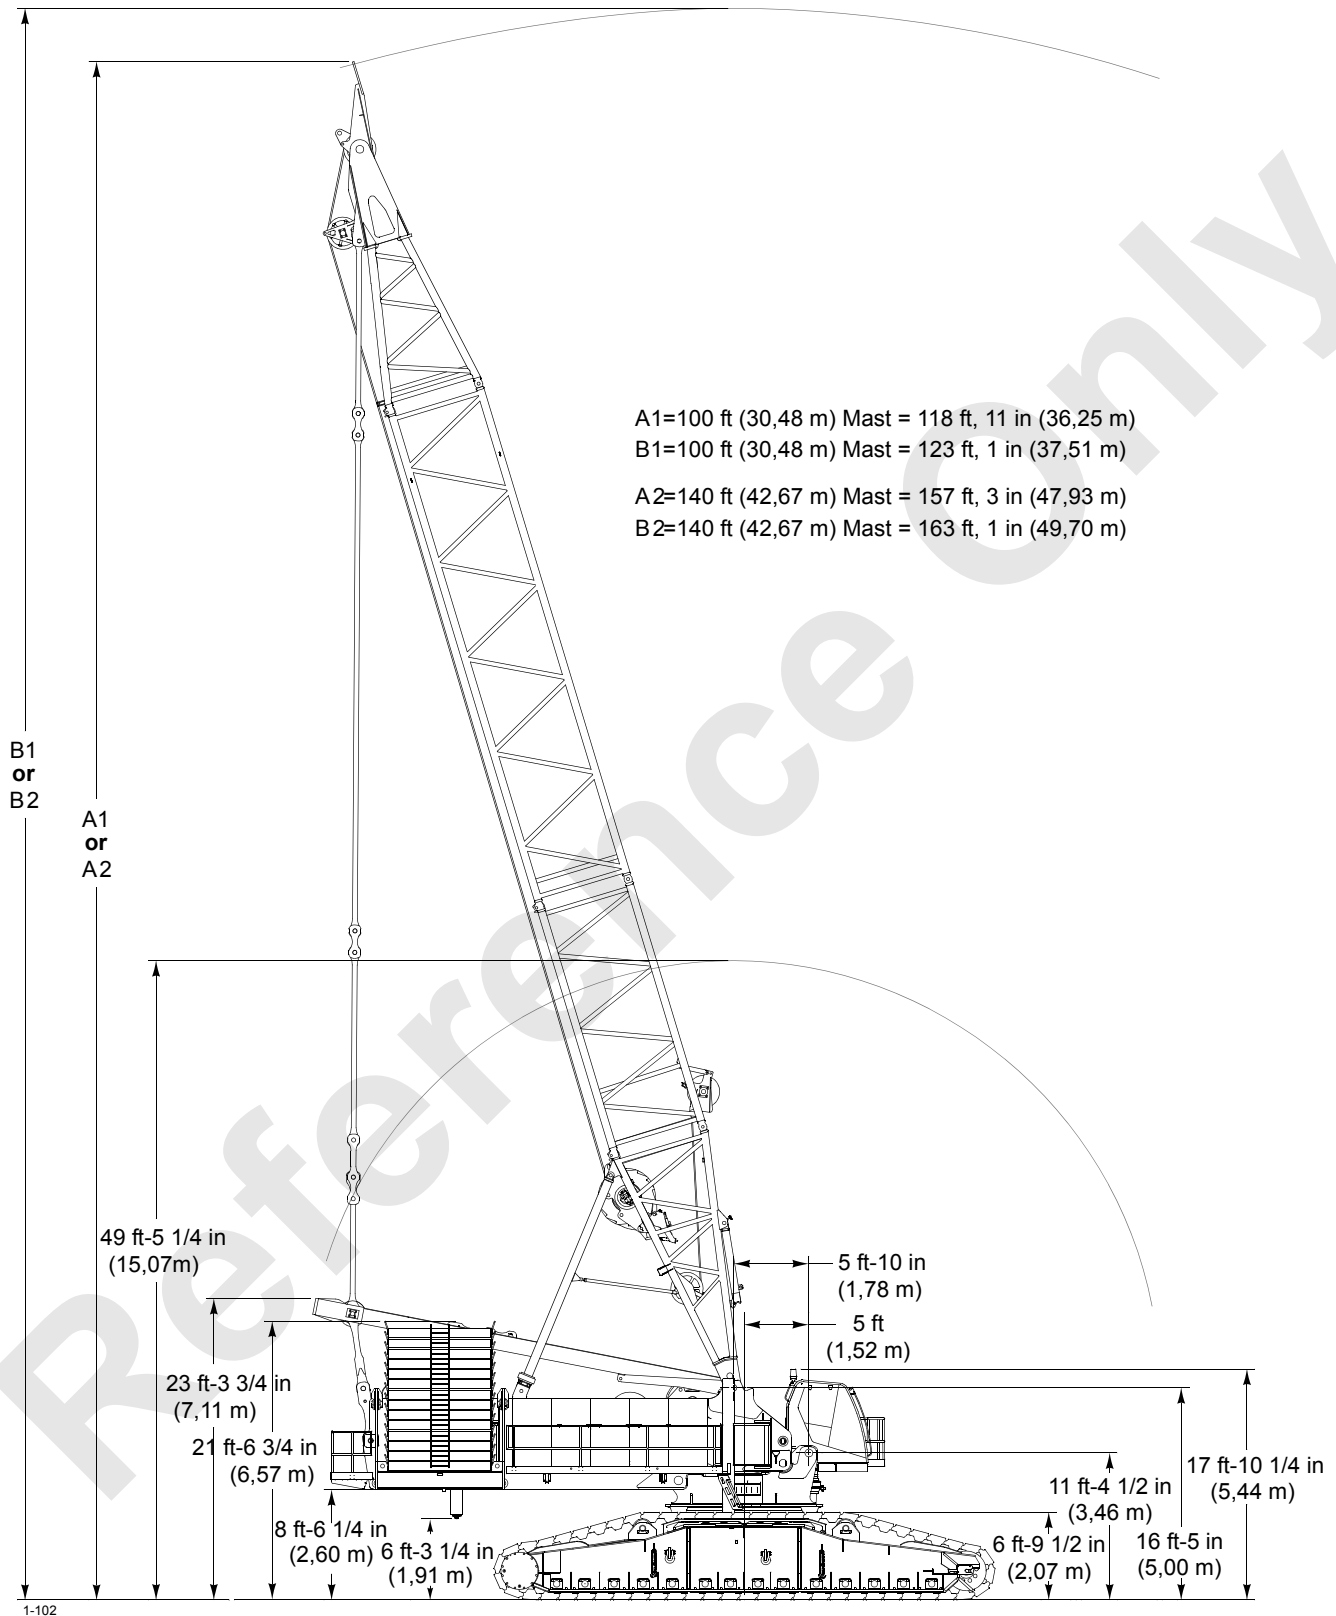 A1=100 ft (30,48 m) Mast = 118 ft, 11 in (36,25 m)
B1=100 ft (30,48 m) Mast = 123 ft, 1 in (37,51 m)
A2=140 ft (42,67 m) Mast = 157 ft, 3 in (47,93 m)
B2=140 ft (42,67 m) Mast = 163 ft, 1 in (49,70 m)
B1
or
B2
A1
or
A2
49 ft-5 1/4 in
(15,07m)
5 ft-10 in
(1,78 m)
5 ft
(1,52 m)
23 ft-3 3/4 in
(7,11 m)
21 ft-6 3/4 in
(6,57 m)
8 ft-6 1/4 in
(2,60 m)
6 ft-3 1/4 in
(1,91 m)
17 ft-10 1/4 in
(5,44 m)
11 ft-4 1/2 in
(3,46 m)
6 ft-9 1/2 in
(2,07 m)
16 ft-5 in
(5,00 m)
1-102
Reference Only